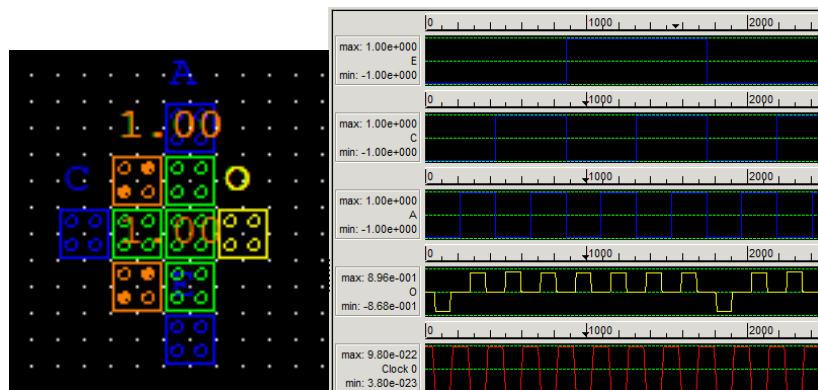 A
1.00
C O
1.00
E
0 1000 2000
max: 1.00e+000
E
min: -1.00e+000
0 1000 2000
max: 1.00e+000
C
min: -1.00e+000
0 1000 2000
max: 1.00e+000
A
min: -1.00e+000
0 1000 2000
max: 8.96e-001
O
min: -8.68e-001
0 1000 2000
max: 9.80e-022
Clock 0
min: 3.80e-023